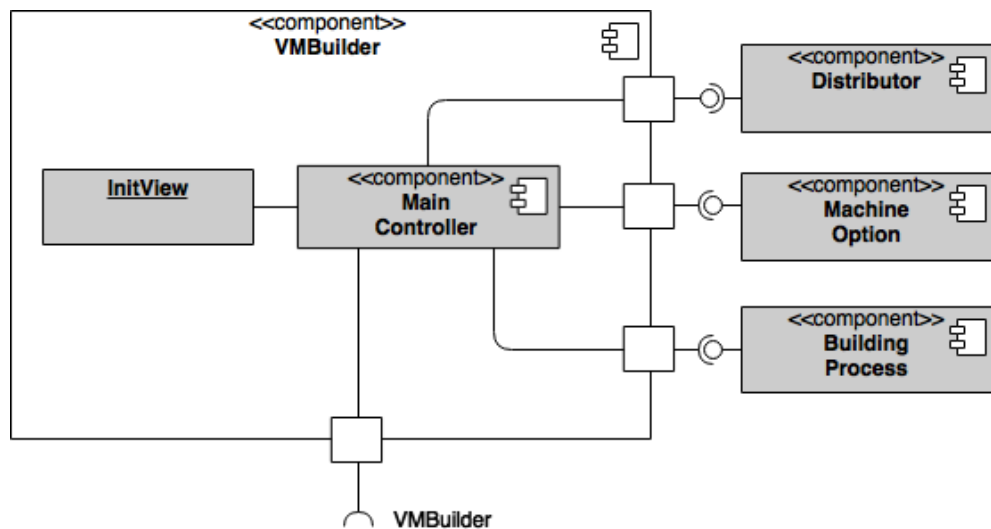 <<component>>
VMBuilder
<<component>>
Distributor
InitView
<<component>>
Main
Controller
<<component>>
Machine
Option
<<component>>
Building
Process
VMBuilder